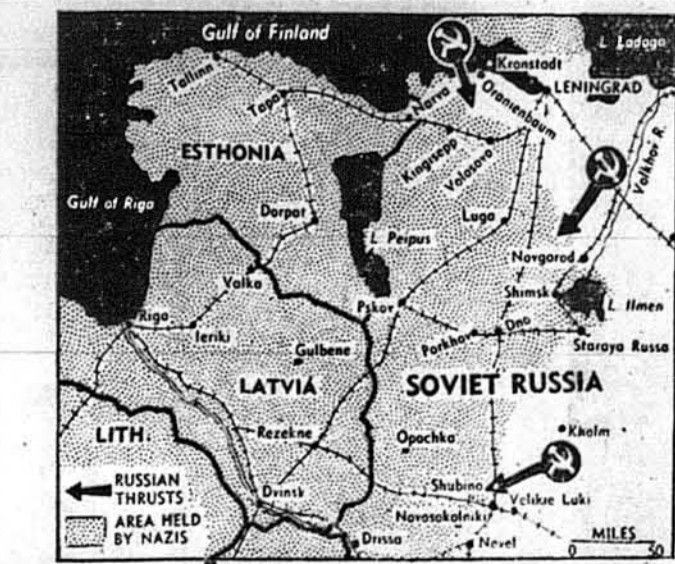 Gulf of Finland
L. Ladoga
Kronstadt
Tallinn
LENINGRAD
Oranienbaum
Tapa
Narva
Volkhov R.
ESTHONIA
Kingisepp
Volosovo
Gulf of Riga
Dorpat
Luga
L. Peipus
Novgorod
Valka
Shimsk
Pskov
L. Ilmen
Riga
Ieriki
Porkhov
Dno
Staraya Russa
Gulbene
LATVIA
SOVIET RUSSIA
LITH.
Rezekne
Opochka
Kholm
RUSSIAN
THRUSTS
Shubino
Dvinsk
Velikie Luki
Novosokolniki
AREA HELD
BY NAZIS
Drissa
Nevel
MILES
0 50